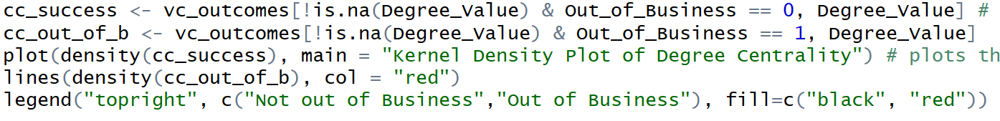 cc_success <- vc_outcomes[!is.na(Degree_Value) & Out_of_Business == 0, Degree_Value] #
cc_out_of_b <- vc_outcomes[!is.na(Degree_Value) & Out_of_Business == 1, Degree_Value]
plot(density(cc_success), main = "Kernel Density Plot of Degree Centrality") # plots th
lines(density(cc_out_of_b), col = "red")
legend("topright", c("Not out of Business","Out of Business"), fill=c("black", "red"))